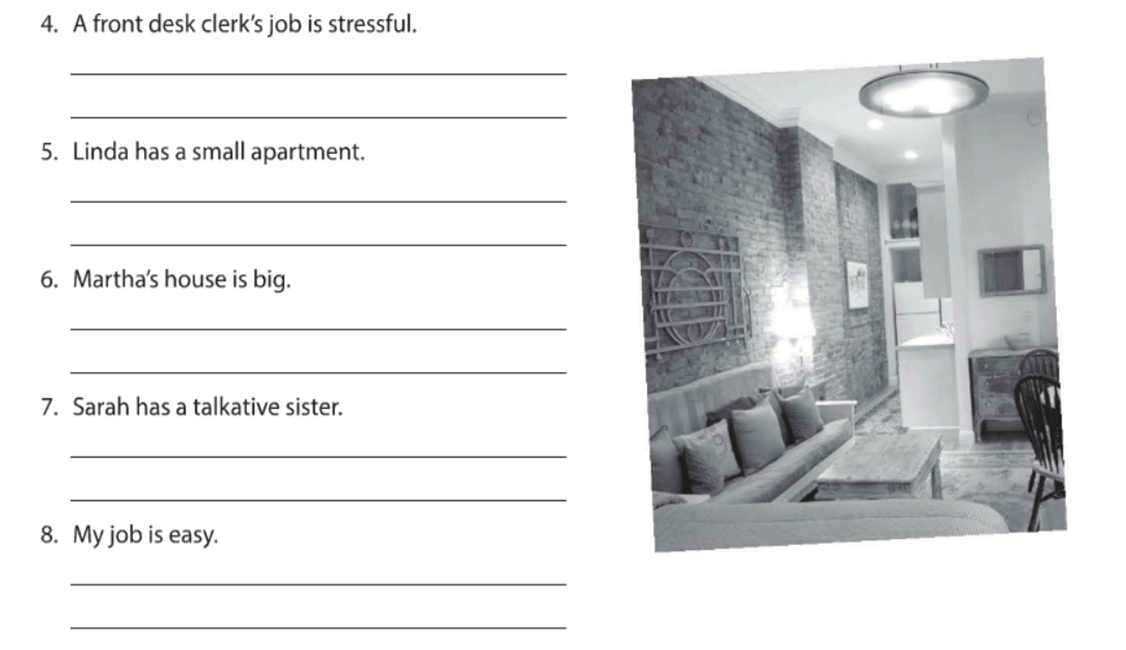 4. A front desk clerk's job is stressful.
5. Linda has a small apartment.
6. Martha's house is big.
7. Sarah has a talkative sister.
8. My job is easy.